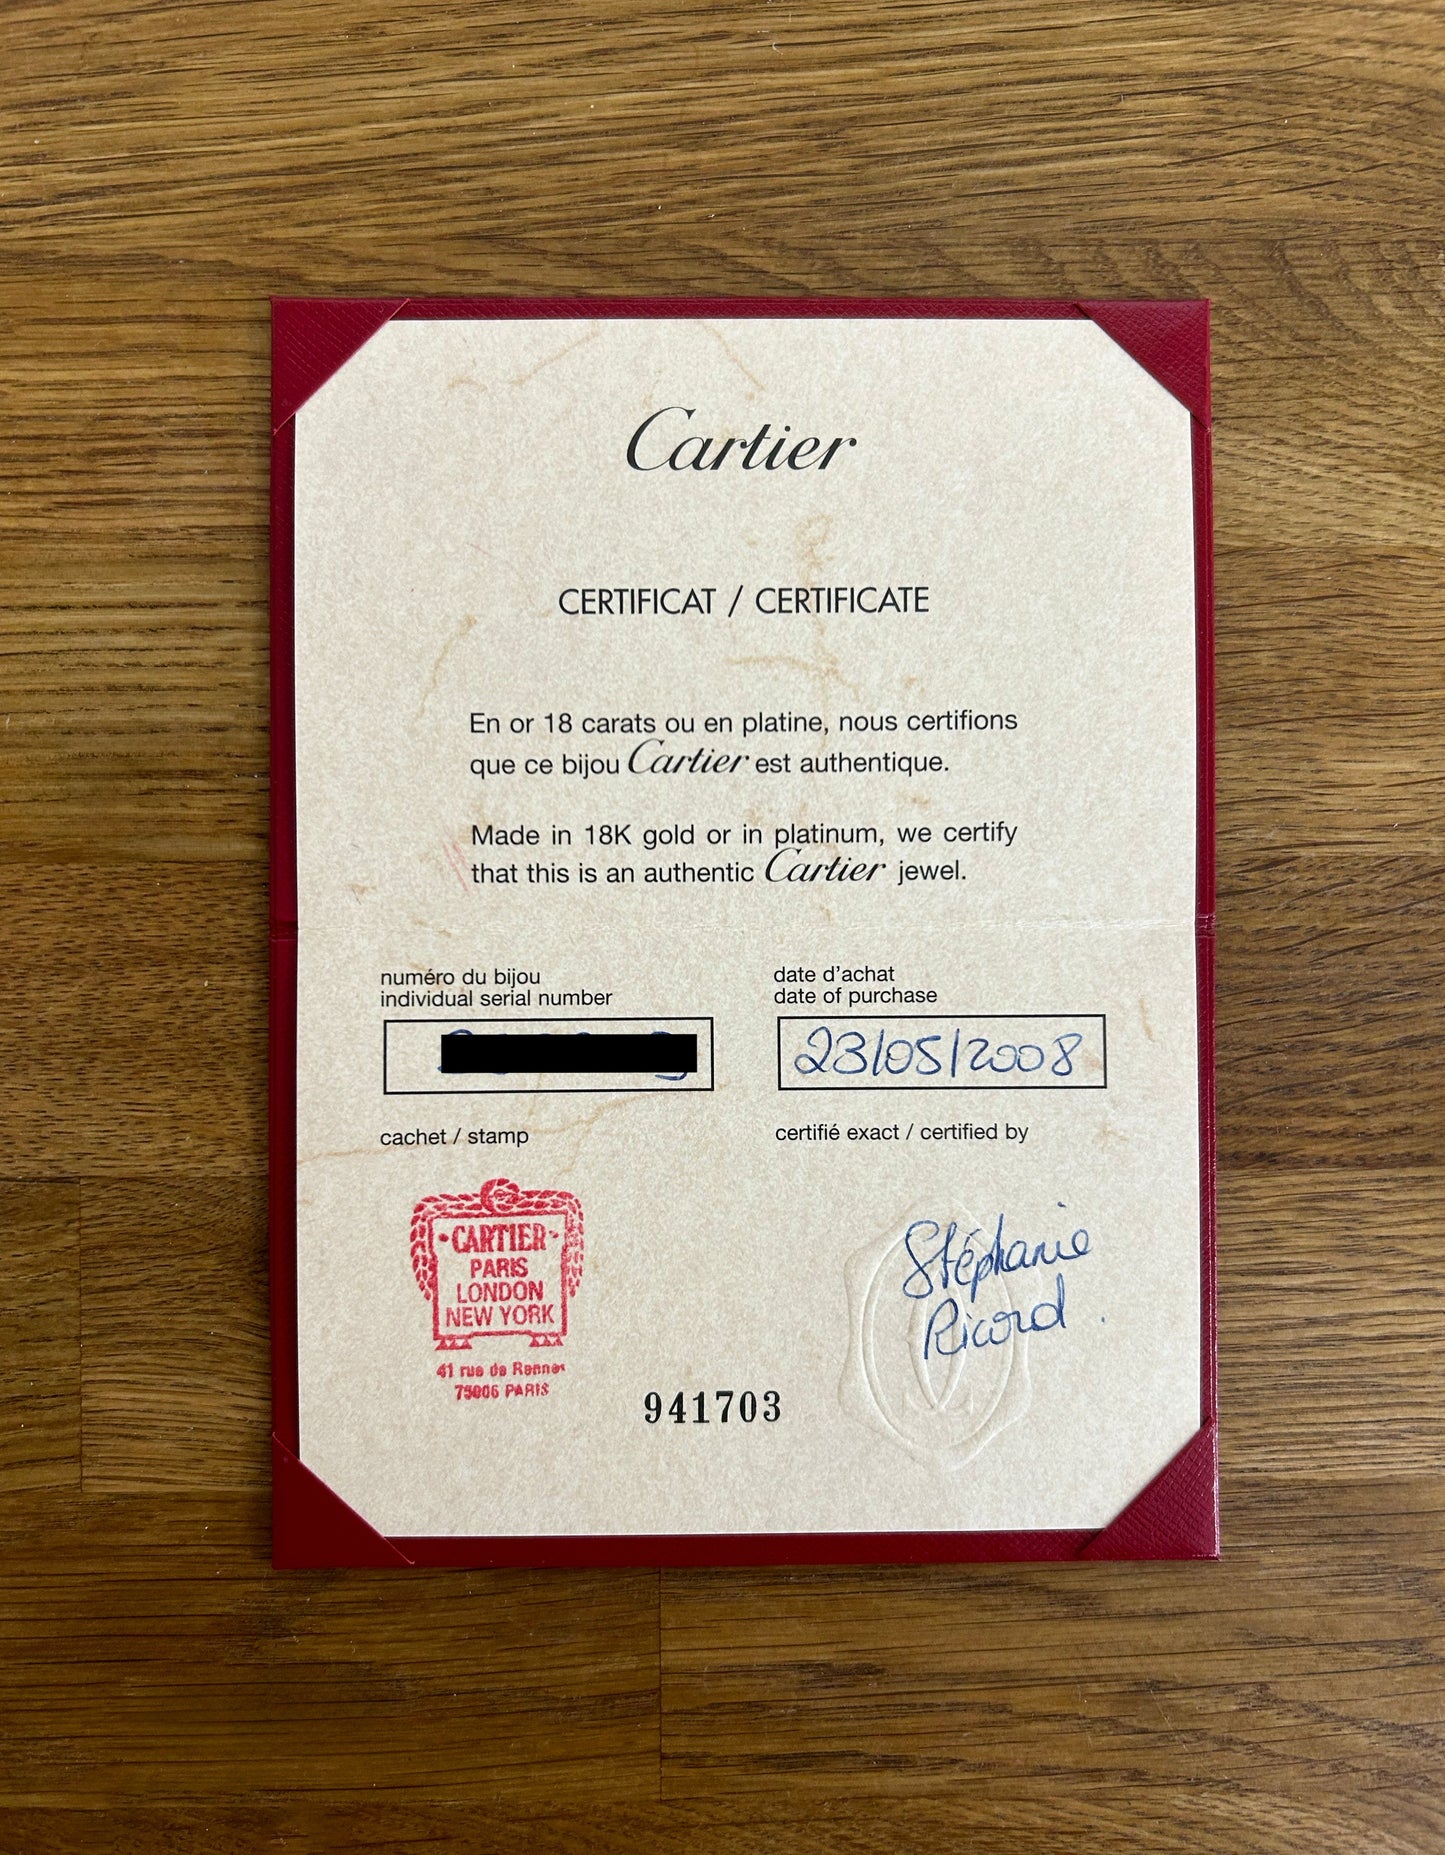 Cartier
CERTIFICAT / CERTIFICATE
En or 18 carats ou en platine, nous certifions
que ce bijou Cartier est authentique.
Made in 18K gold or in platinum, we certify
that this is an authentic Cartier jewel.
numéro du bijou
individual serial number
date d'achat
date of purchase
23/05/2008
cachet / stamp
certifié exact / certified by
·CARTIER·
PARIS
LONDON
NEW YORK
41 rue de Rennes
75006 PARIS
Stéphanie
Ricord.
941703